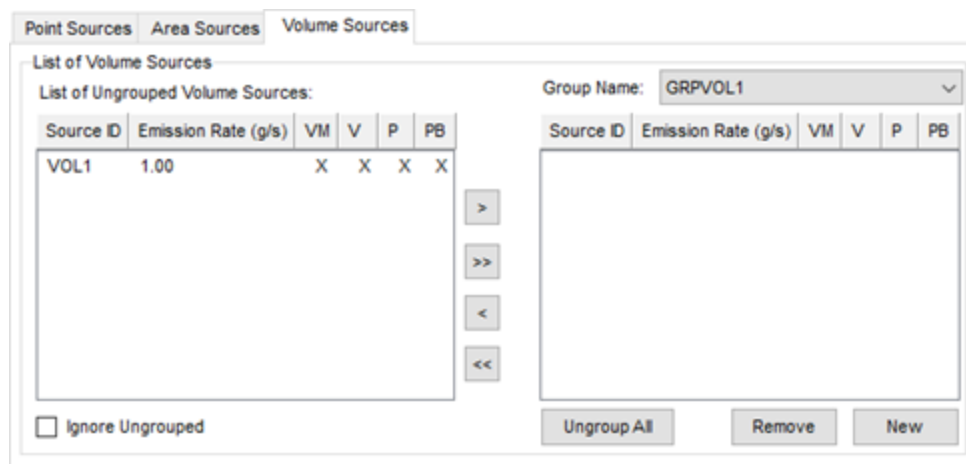 Point Sources Area Sources Volume Sources
List of Volume Sources
List of Ungrouped Volume Sources:
Group Name: GRPVOL1
Source ID Emission Rate (g/s) VM V P PB
Source ID Emission Rate (g/s) VM V P PB
VOL1 1.00 X X X X
>
>>
<
<<
Ignore Ungrouped
Ungroup All Remove New